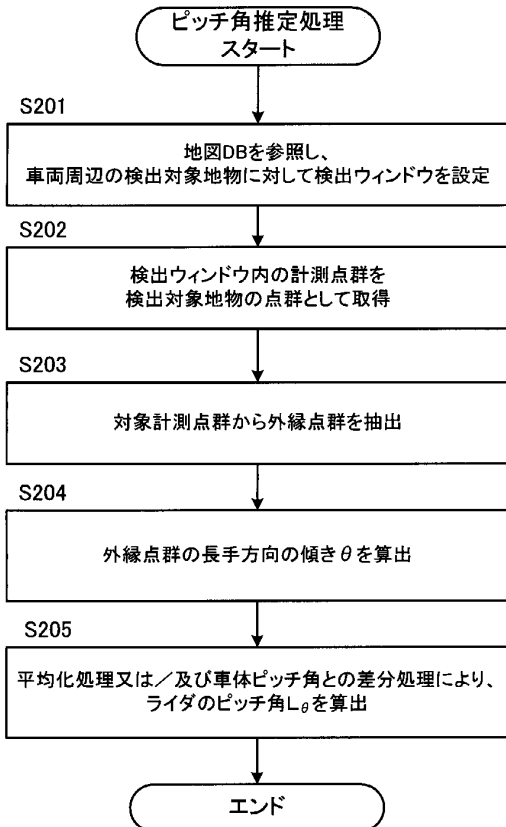 ピッチ角推定処理
スタート
S201
地図DBを参照し、
車両周辺の検出対象地物に対して検出ウィンドウを設定
S202
検出ウィンドウ内の計測点群を
検出対象地物の点群として取得
S203
対象計測点群から外縁点群を抽出
S204
外縁点群の長手方向の傾きθを算出
S205
平均化処理又は／及び車体ピッチ角との差分処理により、
ライダのピッチ角Lθを算出
エンド